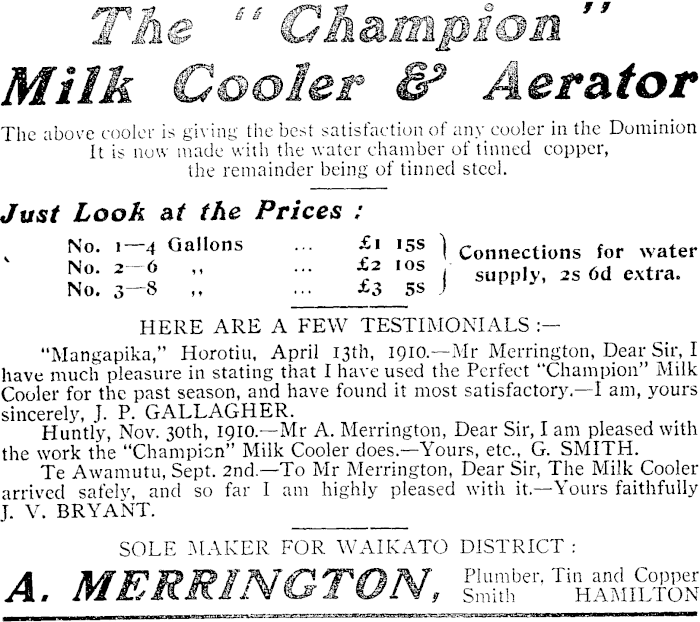 The "Champion"
Milk Cooler & Aerator
The above cooler is giving the best satisfaction of any cooler in the Dominion
It is now made with the water chamber of tinned copper,
the remainder being of tinned steel.
Just Look at the Prices :
No. 1—4 Gallons ... £1 15s
No. 2—6 ,, ... £2 10s
No. 3—8 ,, ... £3 5s
Connections for water
supply, 2s 6d extra.
HERE ARE A FEW TESTIMONIALS :—
"Mangapika," Horotiu, April 13th, 1910.—Mr Merrington, Dear Sir, I
have much pleasure in stating that I have used the Perfect "Champion" Milk
Cooler for the past season, and have found it most satisfactory.—I am, yours
sincerely, J. P. GALLAGHER.
Huntly, Nov. 30th, 1910.—Mr A. Merrington, Dear Sir, I am pleased with
the work the "Champion" Milk Cooler does.—Yours, etc., G. SMITH.
Te Awamutu, Sept. 2nd.—To Mr Merrington, Dear Sir, The Milk Cooler
arrived safely, and so far I am highly pleased with it.—Yours faithfully
J. V. BRYANT.
SOLE MAKER FOR WAIKATO DISTRICT :
A. MERRINGTON,
Plumber, Tin and Copper
Smith HAMILTON